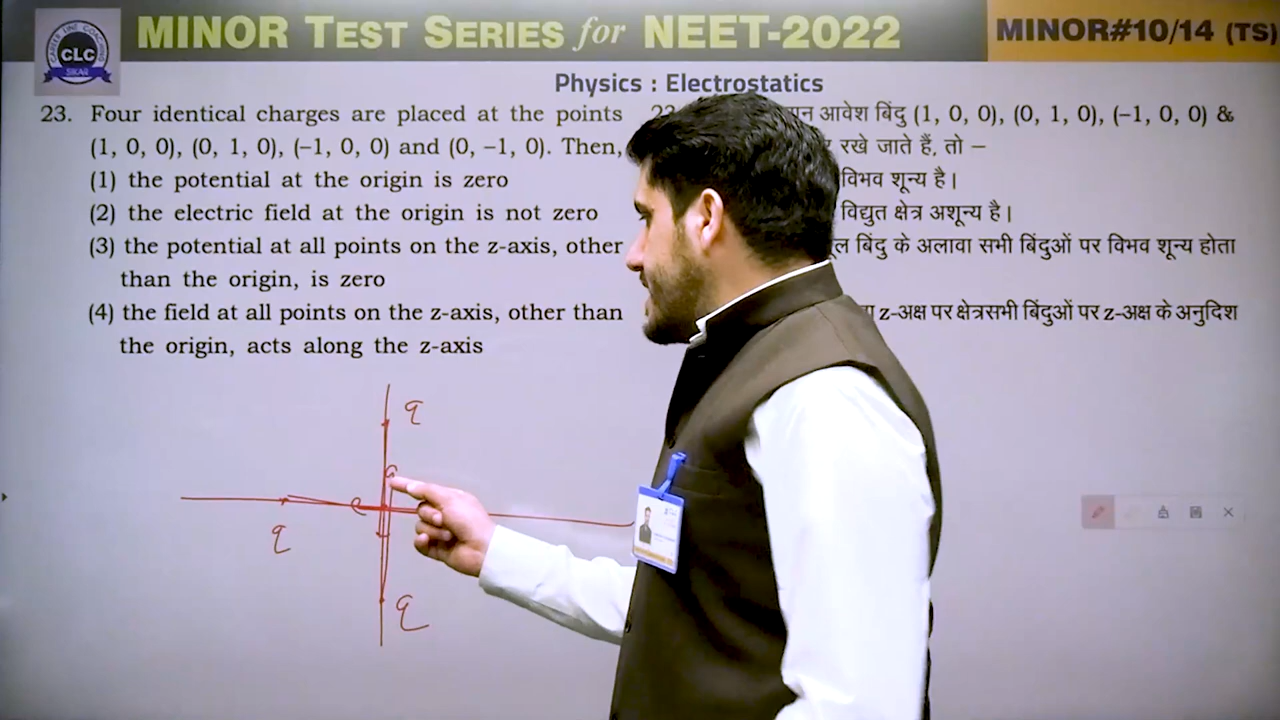 MINOR TEST SERIES for NEET-2022
MINOR#10/14 (TS)
CAREER LINE COACHING
CLC
SIKAR
Physics : Electrostatics
23. Four identical charges are placed at the points
(1, 0, 0), (0, 1, 0), (–1, 0, 0) and (0, –1, 0). Then,
(1) the potential at the origin is zero
(2) the electric field at the origin is not zero
(3) the potential at all points on the z-axis, other
than the origin, is zero
(4) the field at all points on the z-axis, other than
the origin, acts along the z-axis
आवेश बिंदु (1, 0, 0), (0, 1, 0), (–1, 0, 0) &
रखे जाते हैं, तो –
विभव शून्य है।
विद्युत क्षेत्र अशून्य है।
बिंदु के अलावा सभी बिंदुओं पर विभव शून्य होता
z-अक्ष पर क्षेत्रसभी बिंदुओं पर z-अक्ष के अनुदिश
q
q
q